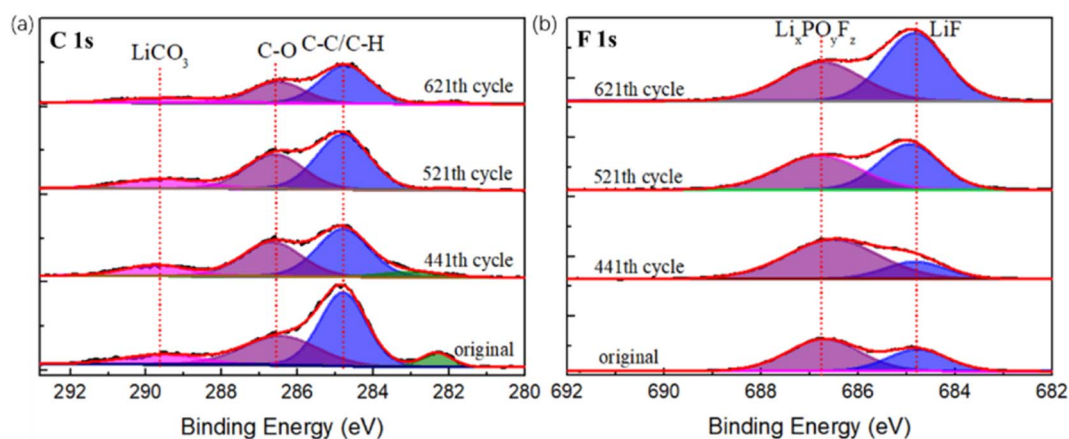 (a)
C 1s
LiCO₃
C-O
C-C/C-H
621th cycle
521th cycle
441th cycle
original
292 290 288 286 284 282 280
Binding Energy (eV)
(b)
F 1s
LiₓPOᵧF_z
LiF
621th cycle
521th cycle
441th cycle
original
692 690 688 686 684 682
Binding Energy (eV)